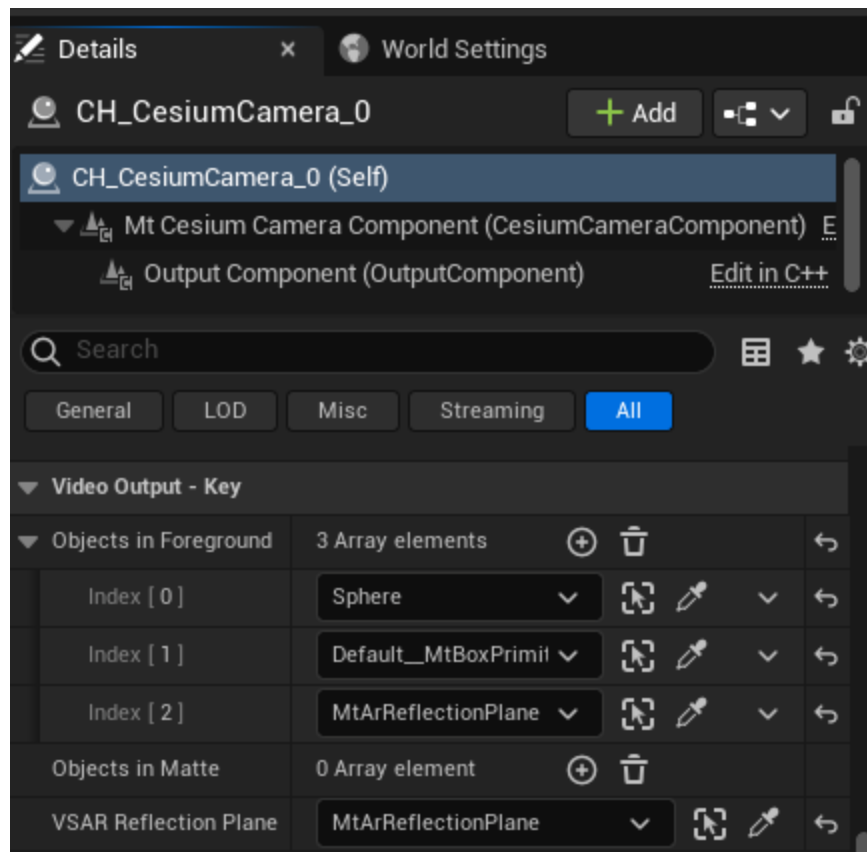 Details × World Settings
CH_CesiumCamera_0 + Add
CH_CesiumCamera_0 (Self)
Mt Cesium Camera Component (CesiumCameraComponent) E
Output Component (OutputComponent) Edit in C++
Search
General LOD Misc Streaming All
Video Output - Key
Objects in Foreground 3 Array elements
Index [ 0 ] Sphere
Index [ 1 ] Default__MtBoxPrimit
Index [ 2 ] MtArReflectionPlane
Objects in Matte 0 Array element
VSAR Reflection Plane MtArReflectionPlane